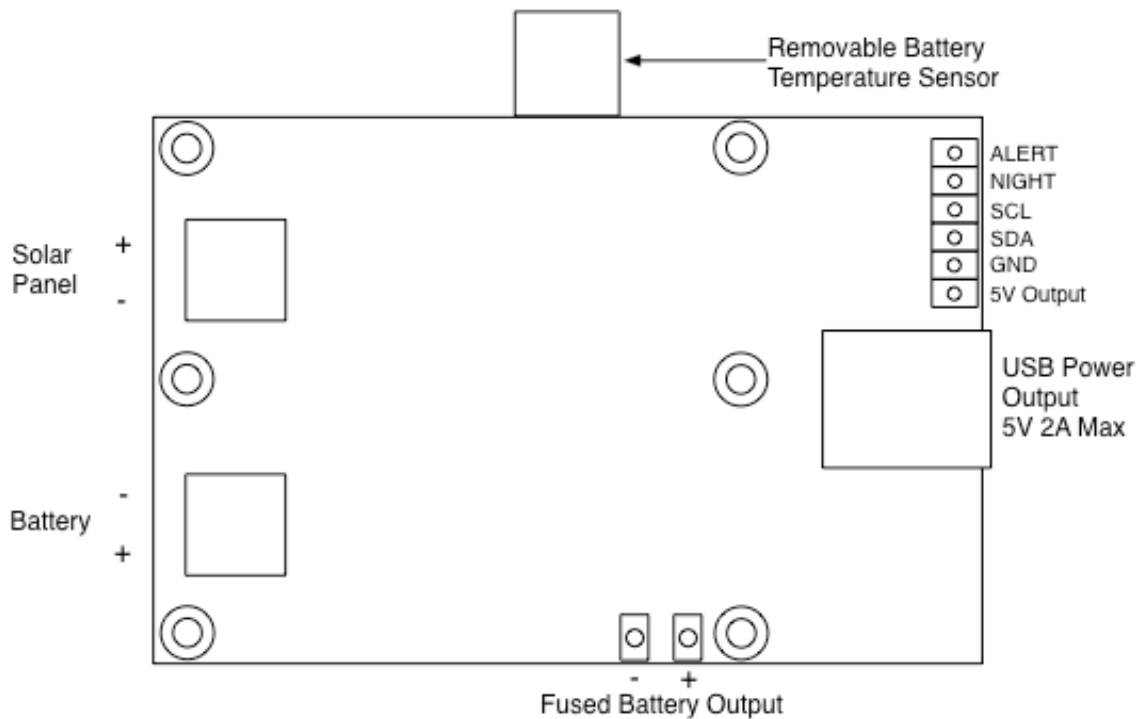 Removable Battery
Temperature Sensor
ALERT
NIGHT
SCL
SDA
GND
5V Output
Solar
Panel
+
-
USB Power
Output
5V 2A Max
Battery
-
+
- +
Fused Battery Output